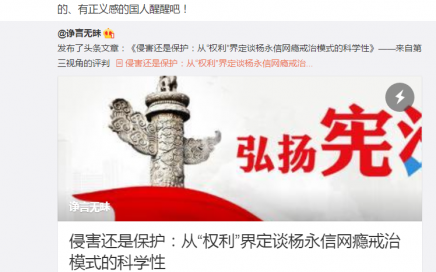 的、有正义感的国人醒醒吧！
@诤言无昧
发布了头条文章：《侵害还是保护：从“权利”界定谈杨永信网瘾戒治模式的科学性》——来自第
三视角的评判 侵害还是保护：从“权利”界定谈杨永信网瘾戒治...
弘扬宪法
诤言无昧
侵害还是保护：从“权利”界定谈杨永信网瘾戒治
模式的科学性